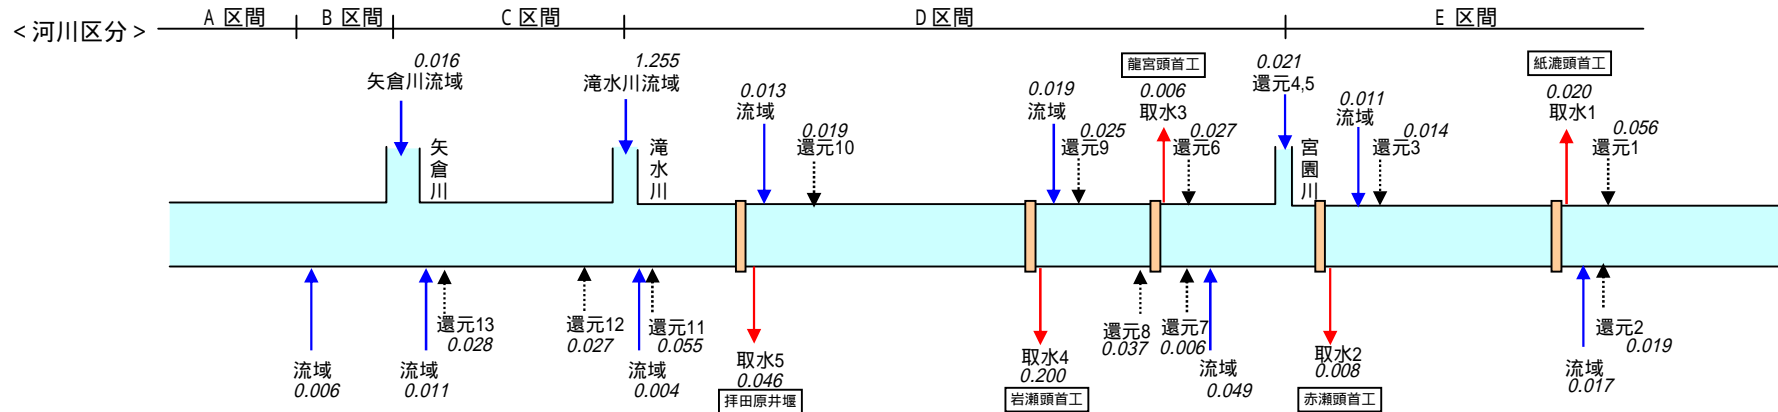 <河川区分>
A 区間
B 区間
C 区間
D 区間
E 区間
0.016
矢倉川流域
1.255
滝水川流域
0.013
流域
0.019
還元10
0.019
流域
0.025
還元9
龍宮頭首工
0.006
取水3
0.027
還元6
0.021
還元4,5
0.011
流域
0.014
還元3
紙漉頭首工
0.020
取水1
0.056
還元1
矢倉川
滝水川
宮園川
流域
0.006
流域
0.011
還元13
0.028
還元12
0.027
還元11
0.055
流域
0.004
取水5
0.046
拝田原井堰
取水4
0.200
岩瀬頭首工
還元8
0.037
還元7
0.006
流域
0.049
取水2
0.008
赤瀬頭首工
流域
0.017
還元2
0.019